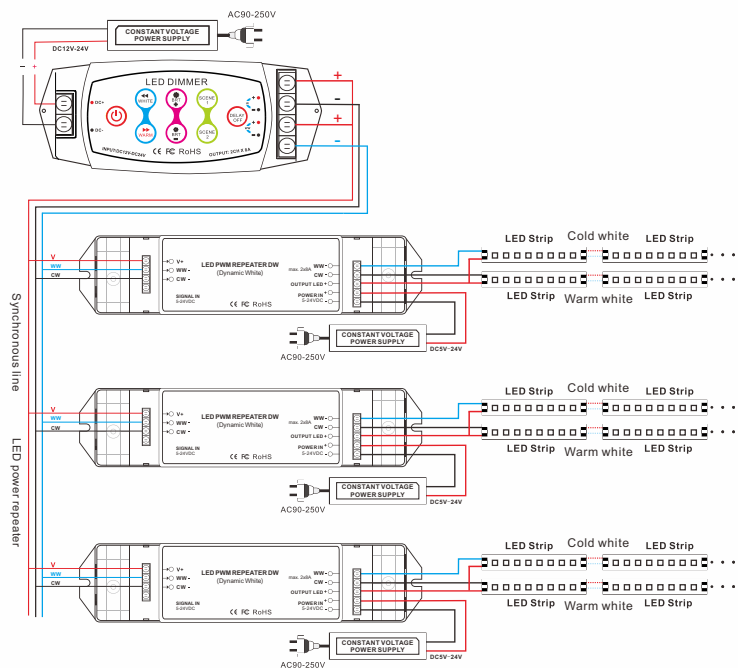 AC90-250V
CONSTANT VOLTAGE
POWER SUPPLY
DC12V-24V
- +
LED DIMMER
DC+
DC-
WHITE
WARM
BRT
+
BRT
-
SCENE
1
SCENE
2
DELAY
OFF
+
-
+
-
INPUT:DC12V-DC24V
CE FC RoHS
OUTPUT: 2CH X 8A
+
-
+
-
Synchronous line
LED power repeater
V
WW
CW
V+
WW -
CW -
SIGNAL IN
5-24VDC
LED PWM REPEATER DW
(Dynamic White)
CE FC RoHS
max. 2x8A
WW -
CW -
OUTPUT LED+
POWER IN +
5-24VDC -
AC90-250V
CONSTANT VOLTAGE
POWER SUPPLY
DC5V-24V
LED Strip Cold white LED Strip
LED Strip Warm white LED Strip
V
WW
CW
V+
WW -
CW -
SIGNAL IN
5-24VDC
LED PWM REPEATER DW
(Dynamic White)
CE FC RoHS
max. 2x8A
WW -
CW -
OUTPUT LED+
POWER IN +
5-24VDC -
AC90-250V
CONSTANT VOLTAGE
POWER SUPPLY
DC5V-24V
LED Strip Cold white LED Strip
LED Strip Warm white LED Strip
V
WW
CW
V+
WW -
CW -
SIGNAL IN
5-24VDC
LED PWM REPEATER DW
(Dynamic White)
CE FC RoHS
max. 2x8A
WW -
CW -
OUTPUT LED+
POWER IN +
5-24VDC -
AC90-250V
CONSTANT VOLTAGE
POWER SUPPLY
DC5V-24V
LED Strip Cold white LED Strip
LED Strip Warm white LED Strip